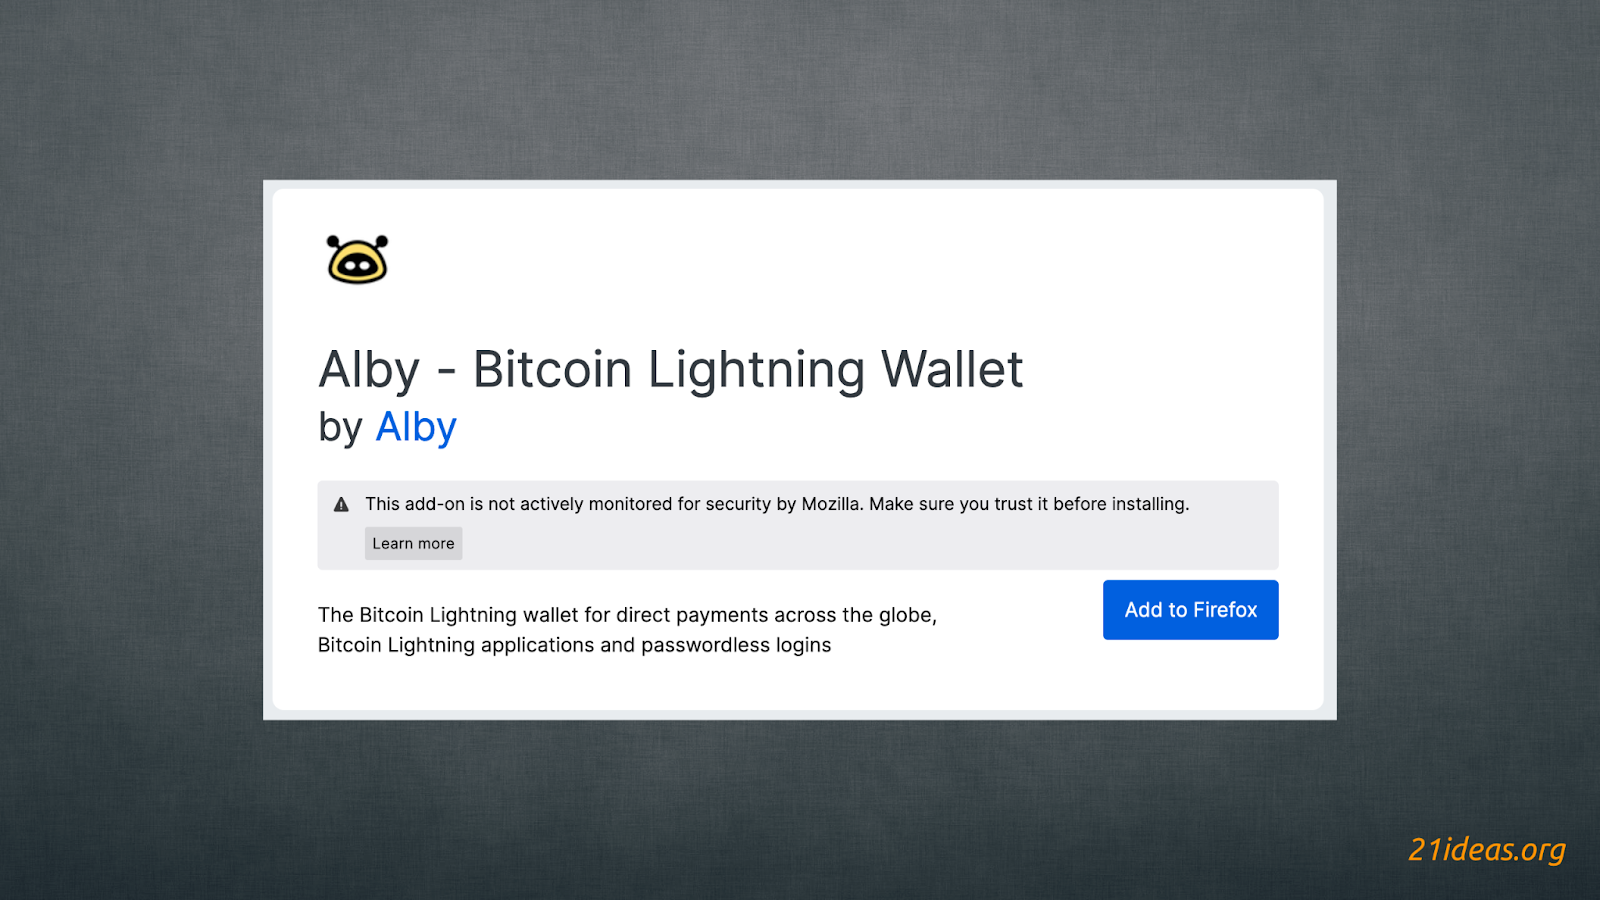 Alby - Bitcoin Lightning Wallet
by Alby
This add-on is not actively monitored for security by Mozilla. Make sure you trust it before installing.
Learn more
The Bitcoin Lightning wallet for direct payments across the globe,
Bitcoin Lightning applications and passwordless logins
Add to Firefox
21ideas.org